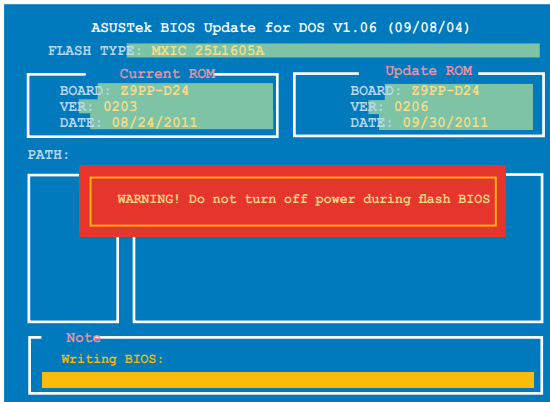 ASUSTek BIOS Update for DOS V1.06 (09/08/04)
FLASH TYPE: MXIC 25L1605A
Current ROM
BOARD: Z9PP-D24
VER: 0203
DATE: 08/24/2011
Update ROM
BOARD: Z9PP-D24
VER: 0206
DATE: 09/30/2011
PATH:
WARNING! Do not turn off power during flash BIOS
Note
Writing BIOS: